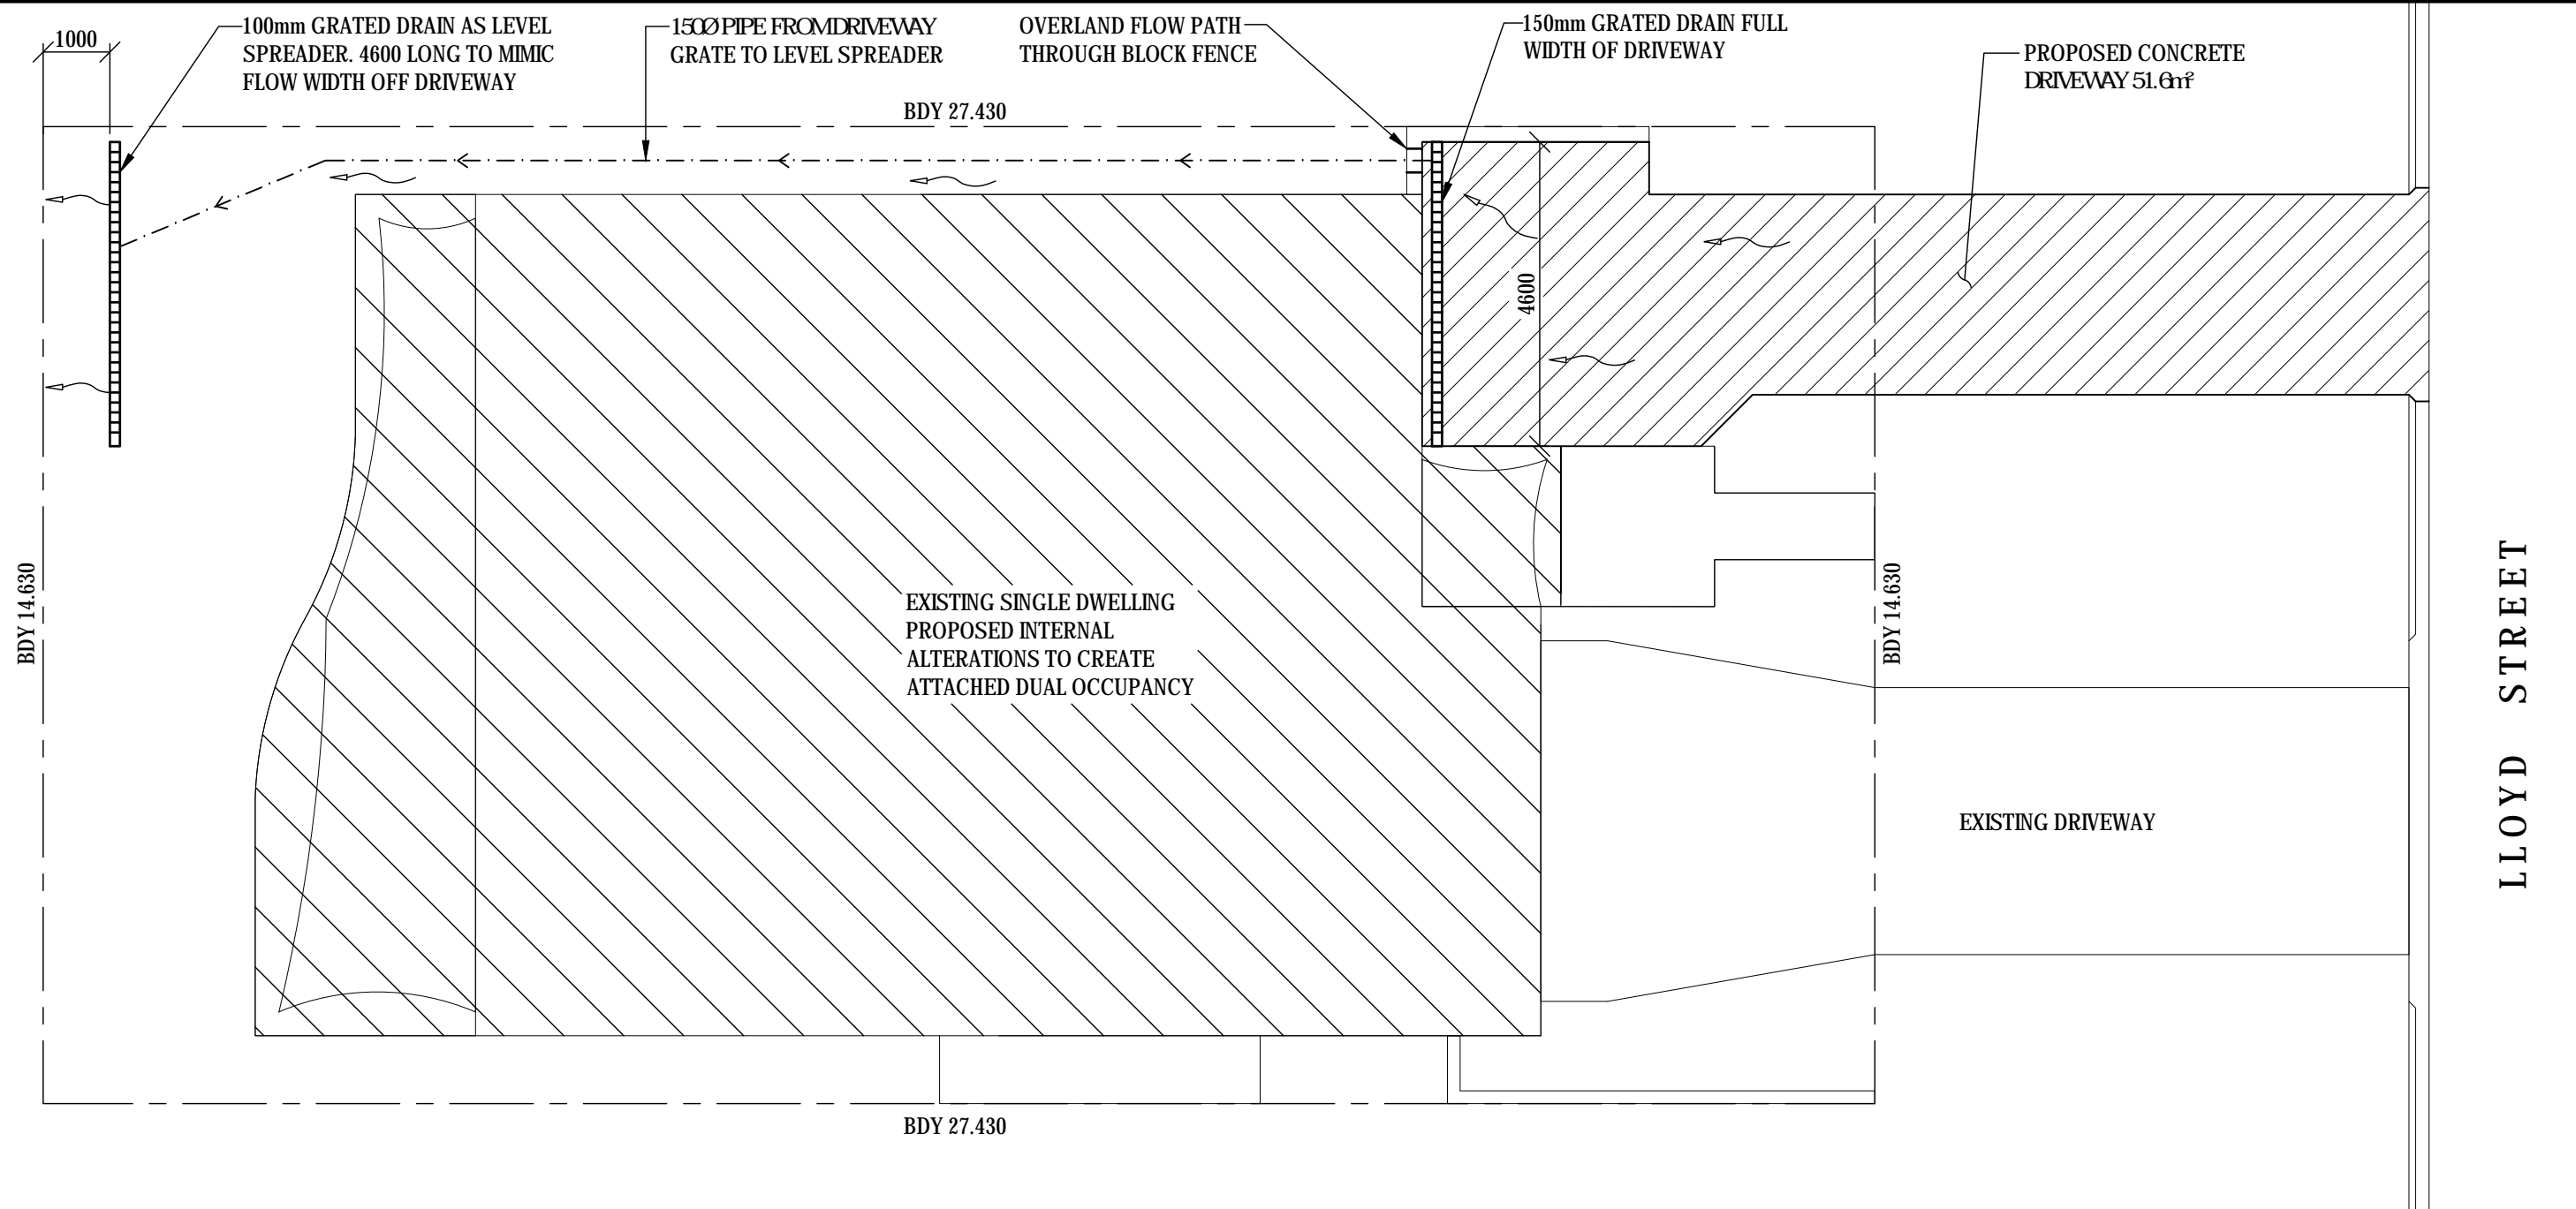 1000
100mm GRATED DRAIN AS LEVEL
SPREADER. 4600 LONG TO MIMIC
FLOW WIDTH OFF DRIVEWAY
150Ø PIPE FROM DRIVEWAY
GRATE TO LEVEL SPREADER
OVERLAND FLOW PATH
THROUGH BLOCK FENCE
150mm GRATED DRAIN FULL
WIDTH OF DRIVEWAY
PROPOSED CONCRETE
DRIVEWAY 51.6m²
BDY 27.430
4600
BDY 14.630
EXISTING SINGLE DWELLING
PROPOSED INTERNAL
ALTERATIONS TO CREATE
ATTACHED DUAL OCCUPANCY
BDY 14.630
LLOYD STREET
EXISTING DRIVEWAY
BDY 27.430